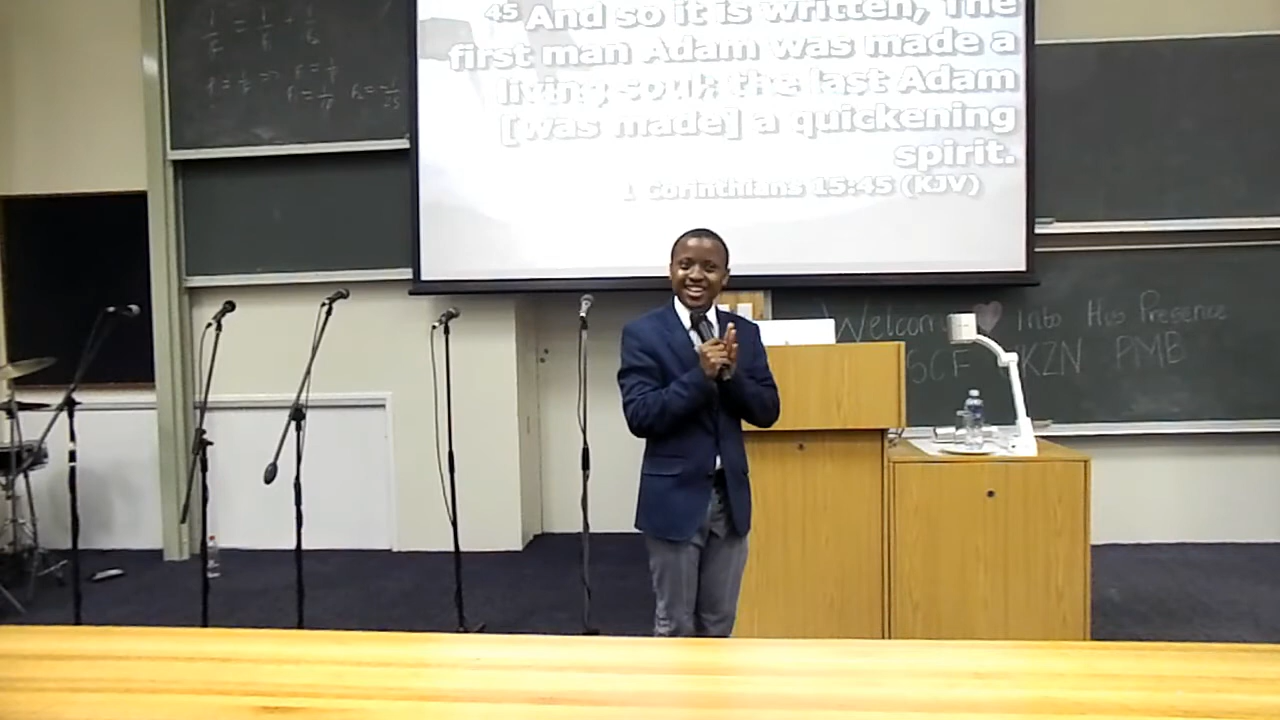 45 And so it is written, The
first man Adam was made a
living soul; the last Adam
[was made] a quickening
spirit.
1 Corinthians 15:45 (KJV)
Welcome into His Presence
SCF UKZN PMB